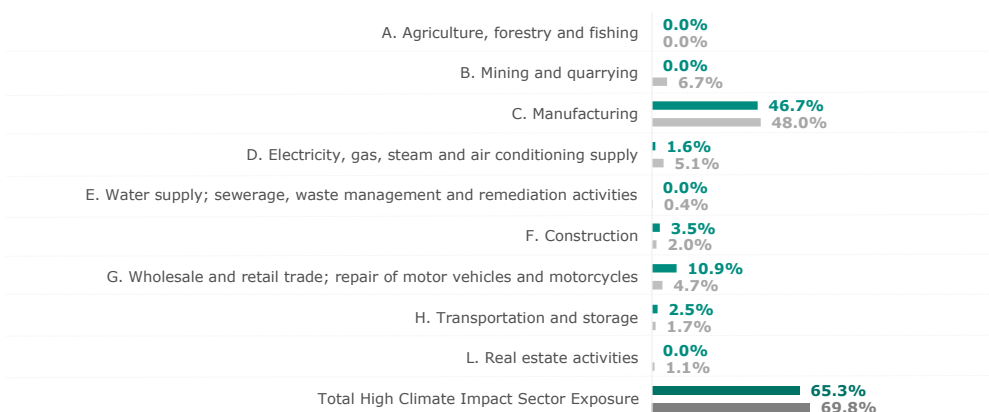 A. Agriculture, forestry and fishing
0.0%
0.0%
B. Mining and quarrying
0.0%
6.7%
C. Manufacturing
46.7%
48.0%
D. Electricity, gas, steam and air conditioning supply
1.6%
5.1%
E. Water supply; sewerage, waste management and remediation activities
0.0%
0.4%
F. Construction
3.5%
2.0%
G. Wholesale and retail trade; repair of motor vehicles and motorcycles
10.9%
4.7%
H. Transportation and storage
2.5%
1.7%
L. Real estate activities
0.0%
1.1%
Total High Climate Impact Sector Exposure
65.3%
69.8%